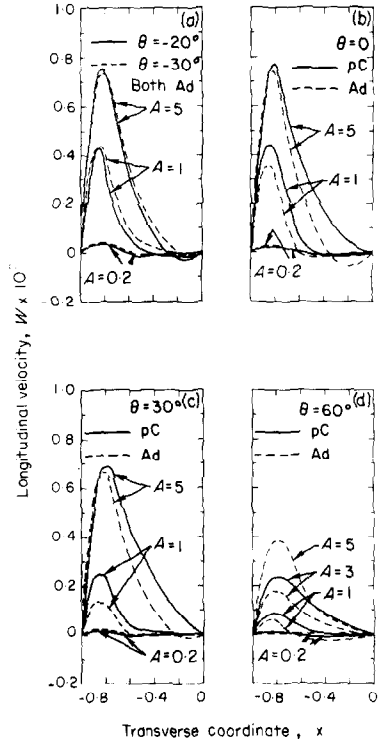 (a)
θ = -20°
θ = -30°
Both Ad
A = 5
A = 1
A = 0·2
1.0
0.8
0.6
0.4
0.2
0
0.2
(b)
θ = 0
pC
Ad
A = 5
A = 1
A = 0.2
Longitudinal velocity, W x 10
(c)
θ = 30°
pC
Ad
A = 5
A = 1
A = 0.2
1.0
0.8
0.6
0.4
0.2
0
-0.2
-0.8
-0.4
0
(d)
θ = 60°
pC
Ad
A = 5
A = 3
A = 1
A = 0.2
-0.8
-0.4
0
Transverse coordinate, x